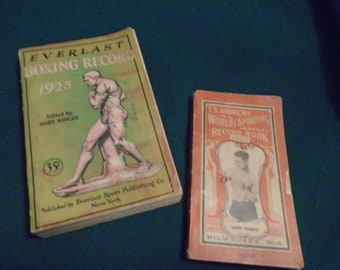 EVERLAST
BOXING RECORD
1925
Edited by
35¢
Published by Everlast Sport Publishing Co.
New York
T.S. ANDREWS
WORLD'S SPORTING
RECORD BOOK
MILWAUKEE, WIS.